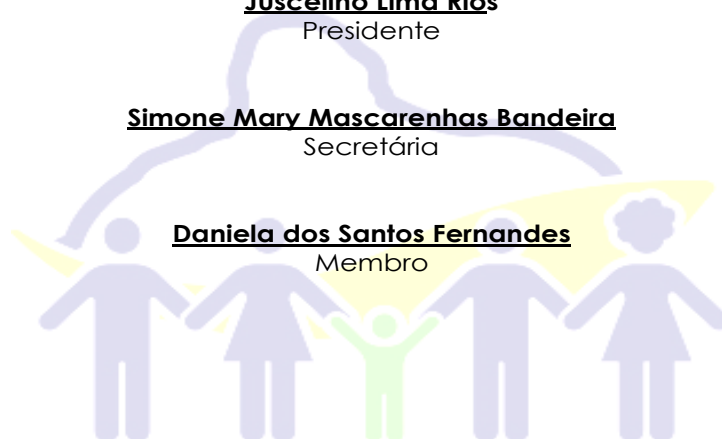 Juscelino Lima Rios
Presidente
Simone Mary Mascarenhas Bandeira
Secretária
Daniela dos Santos Fernandes
Membro